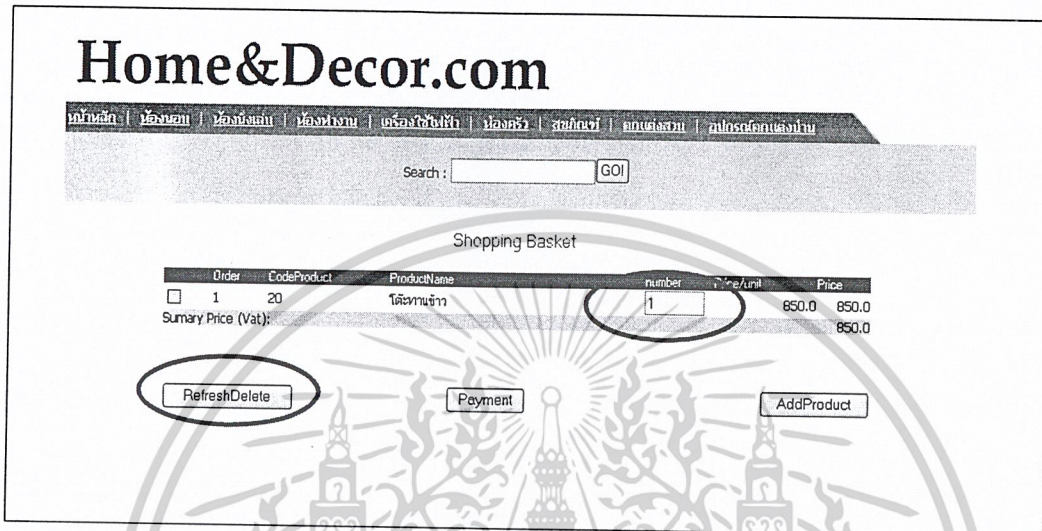 Home&Decor.com
หน้าหลัก | ห้องนอน | ห้องนั่งเล่น | ห้องทำงาน | เครื่องใช้ไฟฟ้า | ห้องครัว | สุขภัณฑ์ | ตกแต่งสวน | อุปกรณ์ตกแต่งบ้าน
Search : GO!
Shopping Basket
Order CodeProduct ProductName number Price/unit Price
1 20 โต๊ะทานข้าว 1 850.0 850.0
Sumary Price (Vat): 850.0
RefreshDelete Payment AddProduct